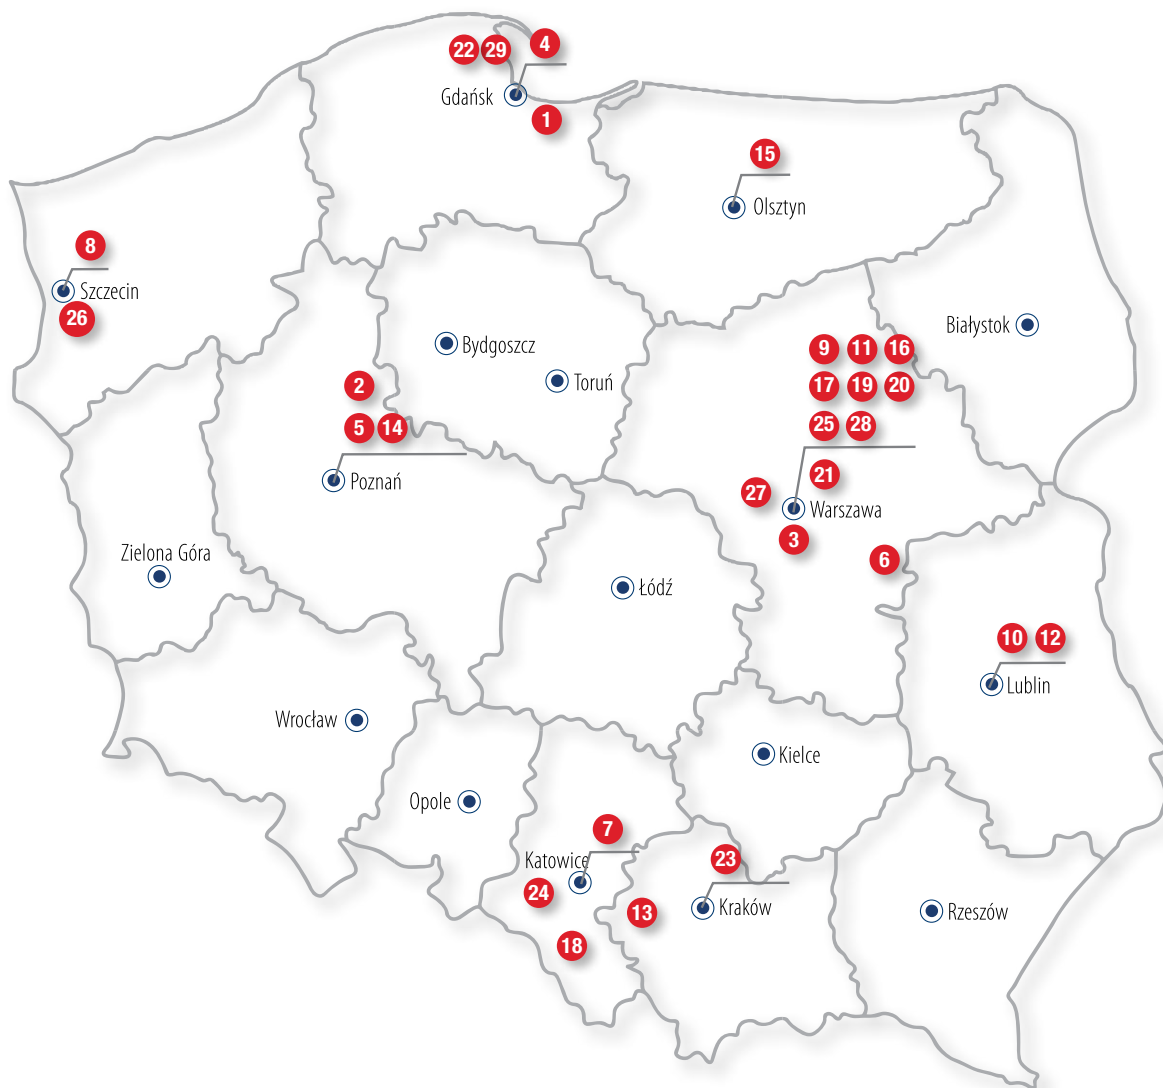 22 29 4
Gdańsk
1
15
Olsztyn
8
Szczecin
26
Białystok
Bydgoszcz
Toruń
9 11 16
17 19 20
25 28
2
5 14
Poznań
21
27
Warszawa
3
6
Zielona Góra
Łódź
10 12
Lublin
Wrocław
Kielce
Opole
7
Katowice
23
24
13
Kraków
Rzeszów
18